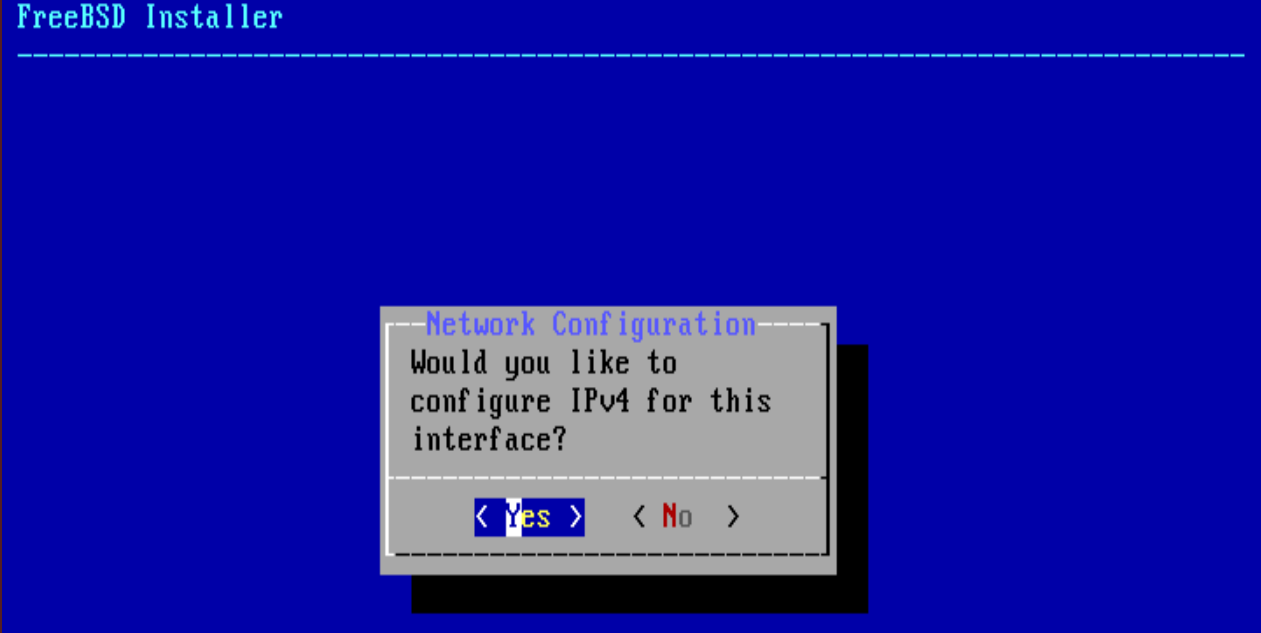 FreeBSD Installer
Network Configuration
Would you like to
configure IPv4 for this
interface?
< Yes > < No >